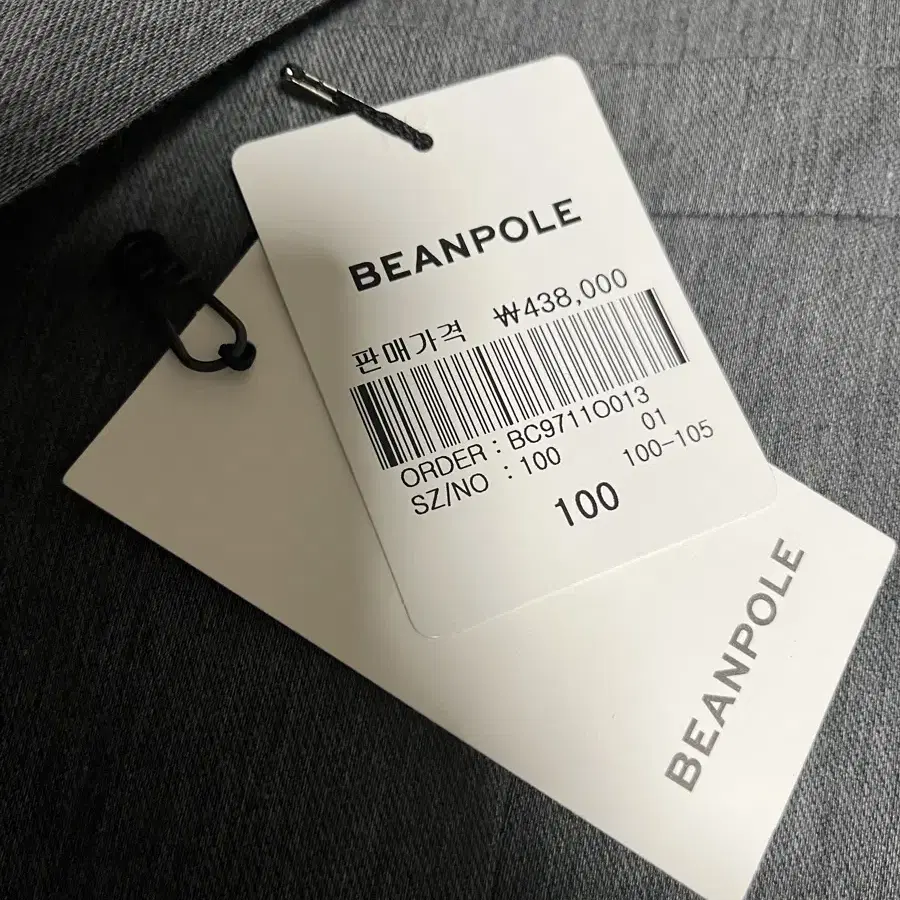 BEANPOLE
판매가격 ₩438,000
ORDER : BC9711O013
01
SZ/NO : 100 100-105
100
BEANPOLE